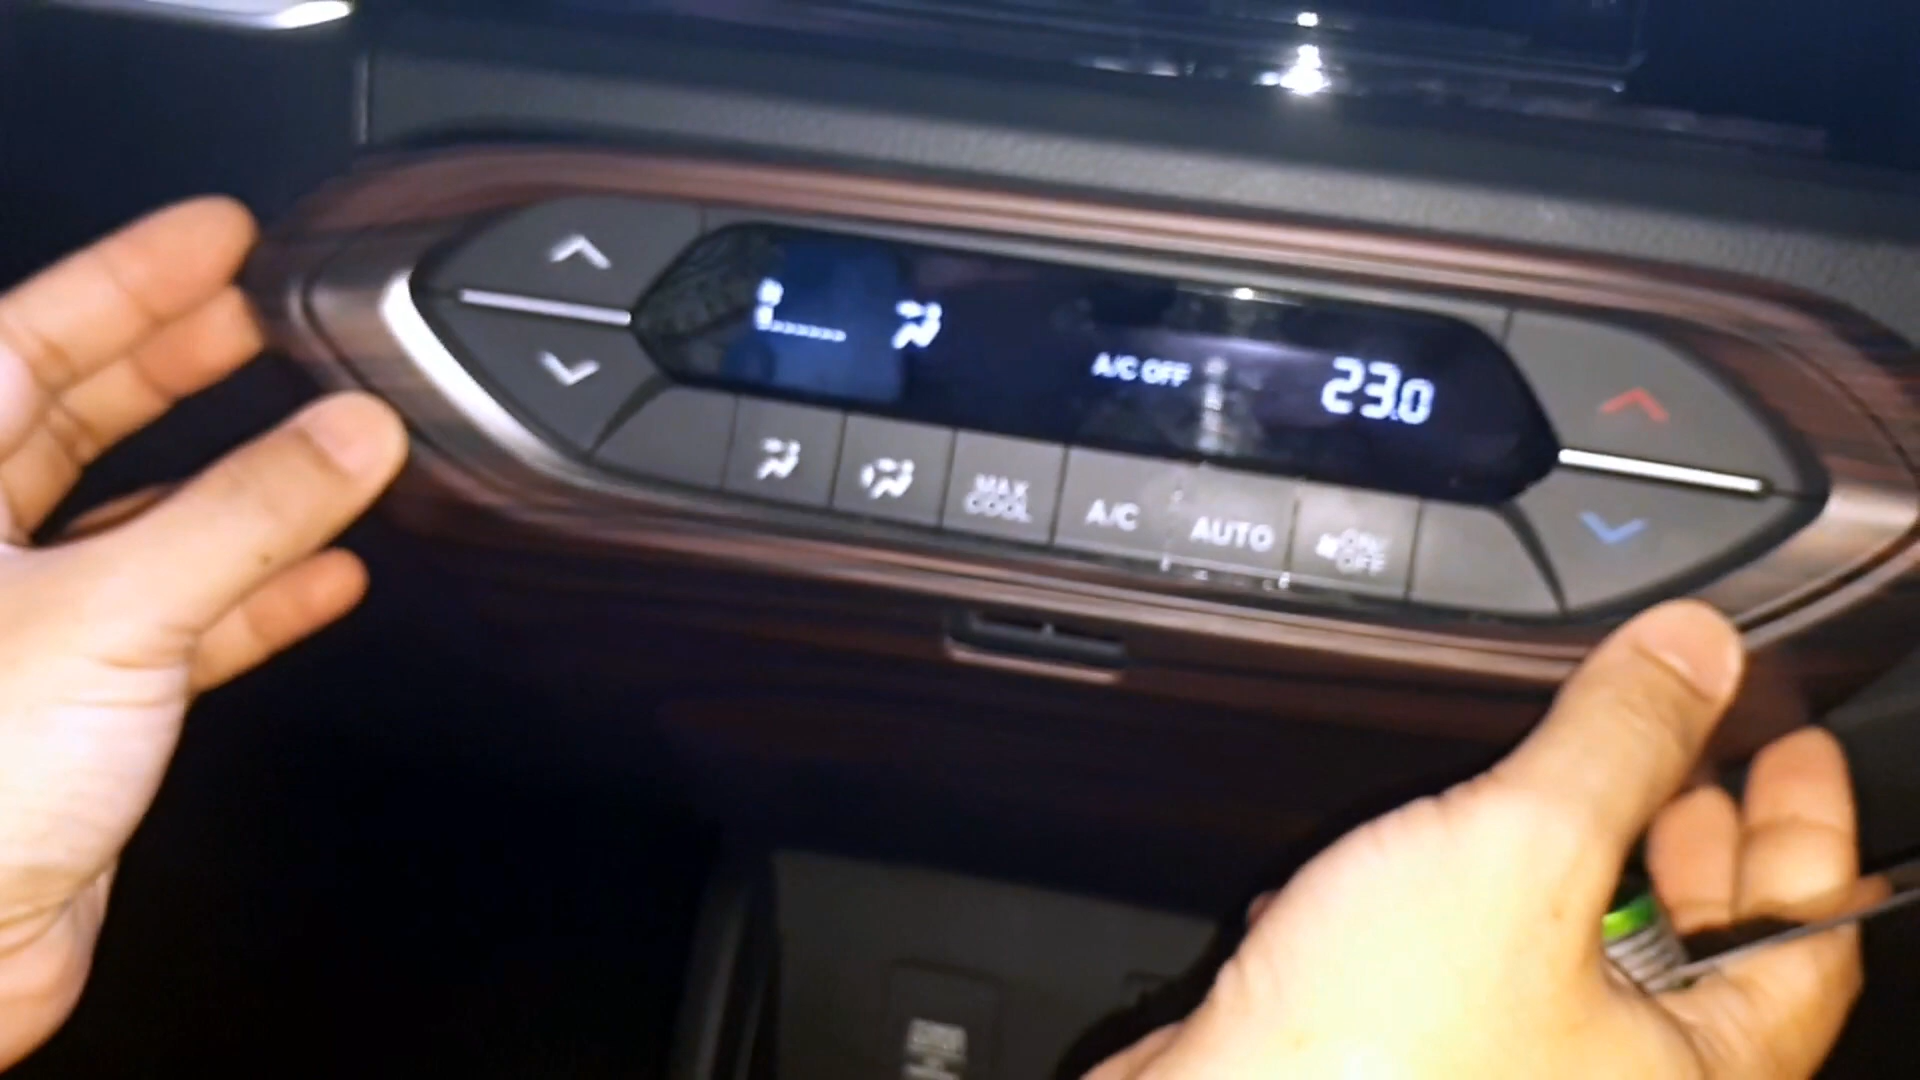 A/C OFF
23.0
MAX
COOL
A/C
AUTO
ON/
OFF